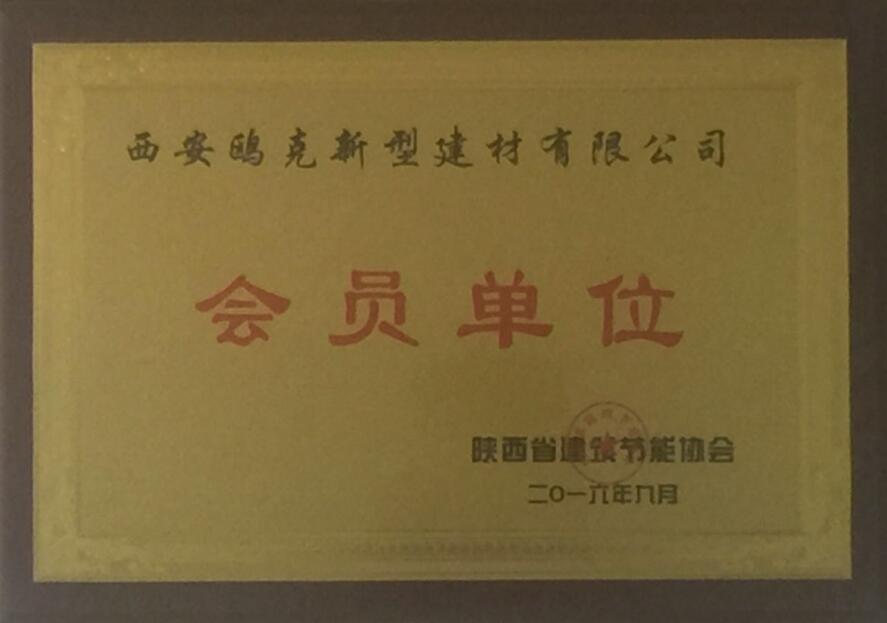 西安鸥克新型建材有限公司
会员单位
陕西省建筑节能协会
二〇一六年九月